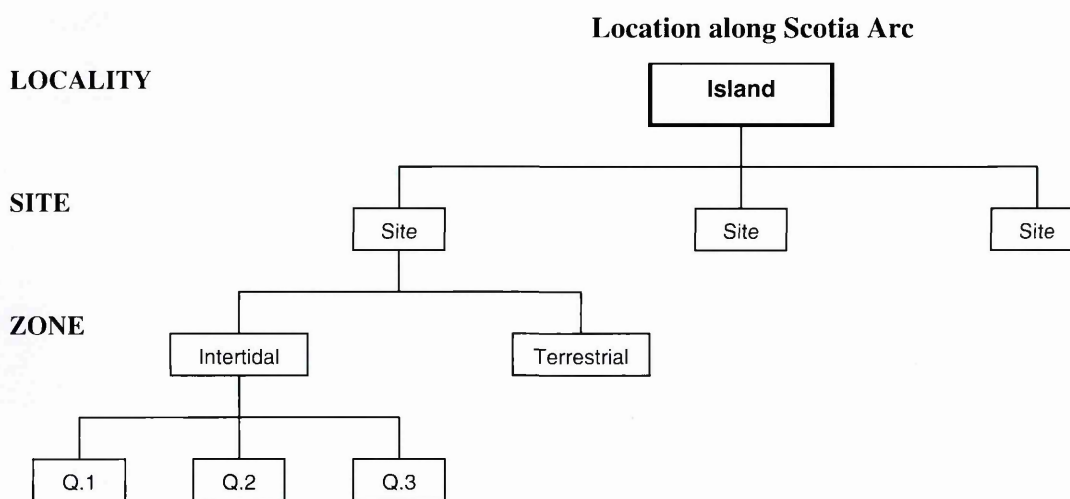 Location along Scotia Arc
LOCALITY
Island
SITE
Site Site Site
ZONE
Intertidal Terrestrial
Q.1 Q.2 Q.3